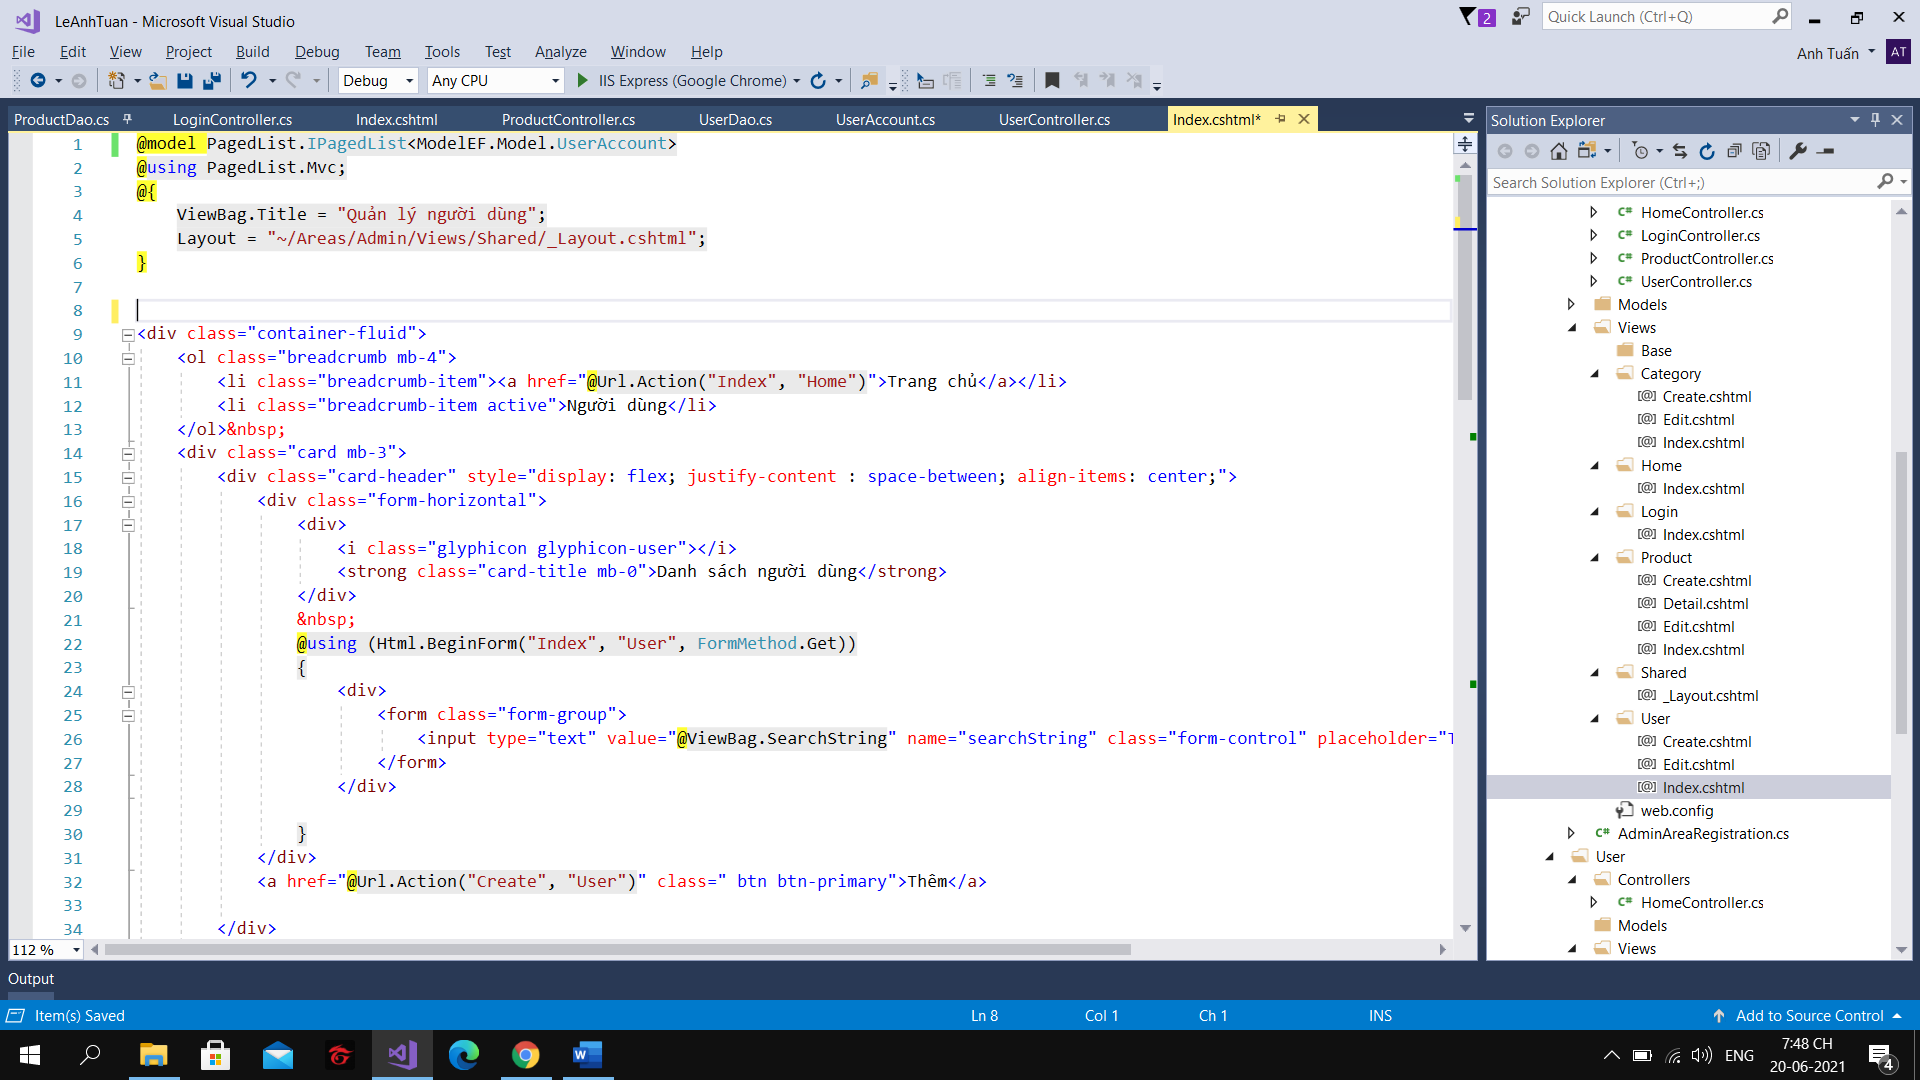 LeAnhTuan - Microsoft Visual Studio
2
Quick Launch (Ctrl+Q)
File Edit View Project Build Debug Team Tools Test Analyze Window Help
Anh Tuấn AT
Debug Any CPU IIS Express (Google Chrome)
ProductDao.cs LoginController.cs Index.cshtml ProductController.cs UserDao.cs UserAccount.cs UserController.cs Index.cshtml*
1 @model PagedList.IPagedList<ModelEF.Model.UserAccount>
2 @using PagedList.Mvc;
3 @{
4 ViewBag.Title = "Quản lý người dùng";
5 Layout = "~/Areas/Admin/Views/Shared/_Layout.cshtml";
6 }
7
8
9 <div class="container-fluid">
10 <ol class="breadcrumb mb-4">
11 <li class="breadcrumb-item"><a href="@Url.Action("Index", "Home")">Trang chủ</a></li>
12 <li class="breadcrumb-item active">Người dùng</li>
13 </ol>&nbsp;
14 <div class="card mb-3">
15 <div class="card-header" style="display: flex; justify-content : space-between; align-items: center;">
16 <div class="form-horizontal">
17 <div>
18 <i class="glyphicon glyphicon-user"></i>
19 <strong class="card-title mb-0">Danh sách người dùng</strong>
20 </div>
21 &nbsp;
22 @using (Html.BeginForm("Index", "User", FormMethod.Get))
23 {
24 <div>
25 <form class="form-group">
26 <input type="text" value="@ViewBag.SearchString" name="searchString" class="form-control" placeholder="T
27 </form>
28 </div>
29
30 }
31 </div>
32 <a href="@Url.Action("Create", "User")" class=" btn btn-primary">Thêm</a>
33
34 </div>
112 %
Solution Explorer
Search Solution Explorer (Ctrl+;)
C# HomeController.cs
C# LoginController.cs
C# ProductController.cs
C# UserController.cs
Models
Views
Base
Category
[@] Create.cshtml
[@] Edit.cshtml
[@] Index.cshtml
Home
[@] Index.cshtml
Login
[@] Index.cshtml
Product
[@] Create.cshtml
[@] Detail.cshtml
[@] Edit.cshtml
[@] Index.cshtml
Shared
[@] _Layout.cshtml
User
[@] Create.cshtml
[@] Edit.cshtml
[@] Index.cshtml
web.config
C# AdminAreaRegistration.cs
User
Controllers
C# HomeController.cs
Models
Views
Output
Item(s) Saved Ln 8 Col 1 Ch 1 INS Add to Source Control
ENG
7:48 CH
20-06-2021
4